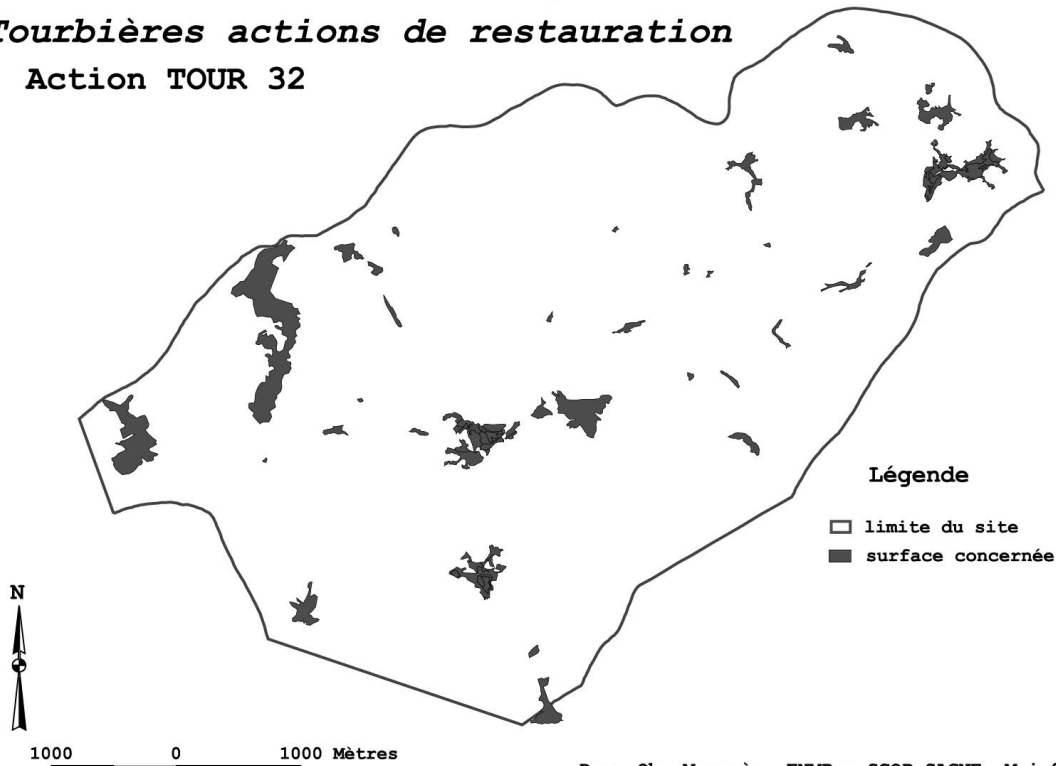 Tourbières actions de restauration
Action TOUR 32
Légende
limite du site
surface concernée
N
1000 0 1000 Mètres